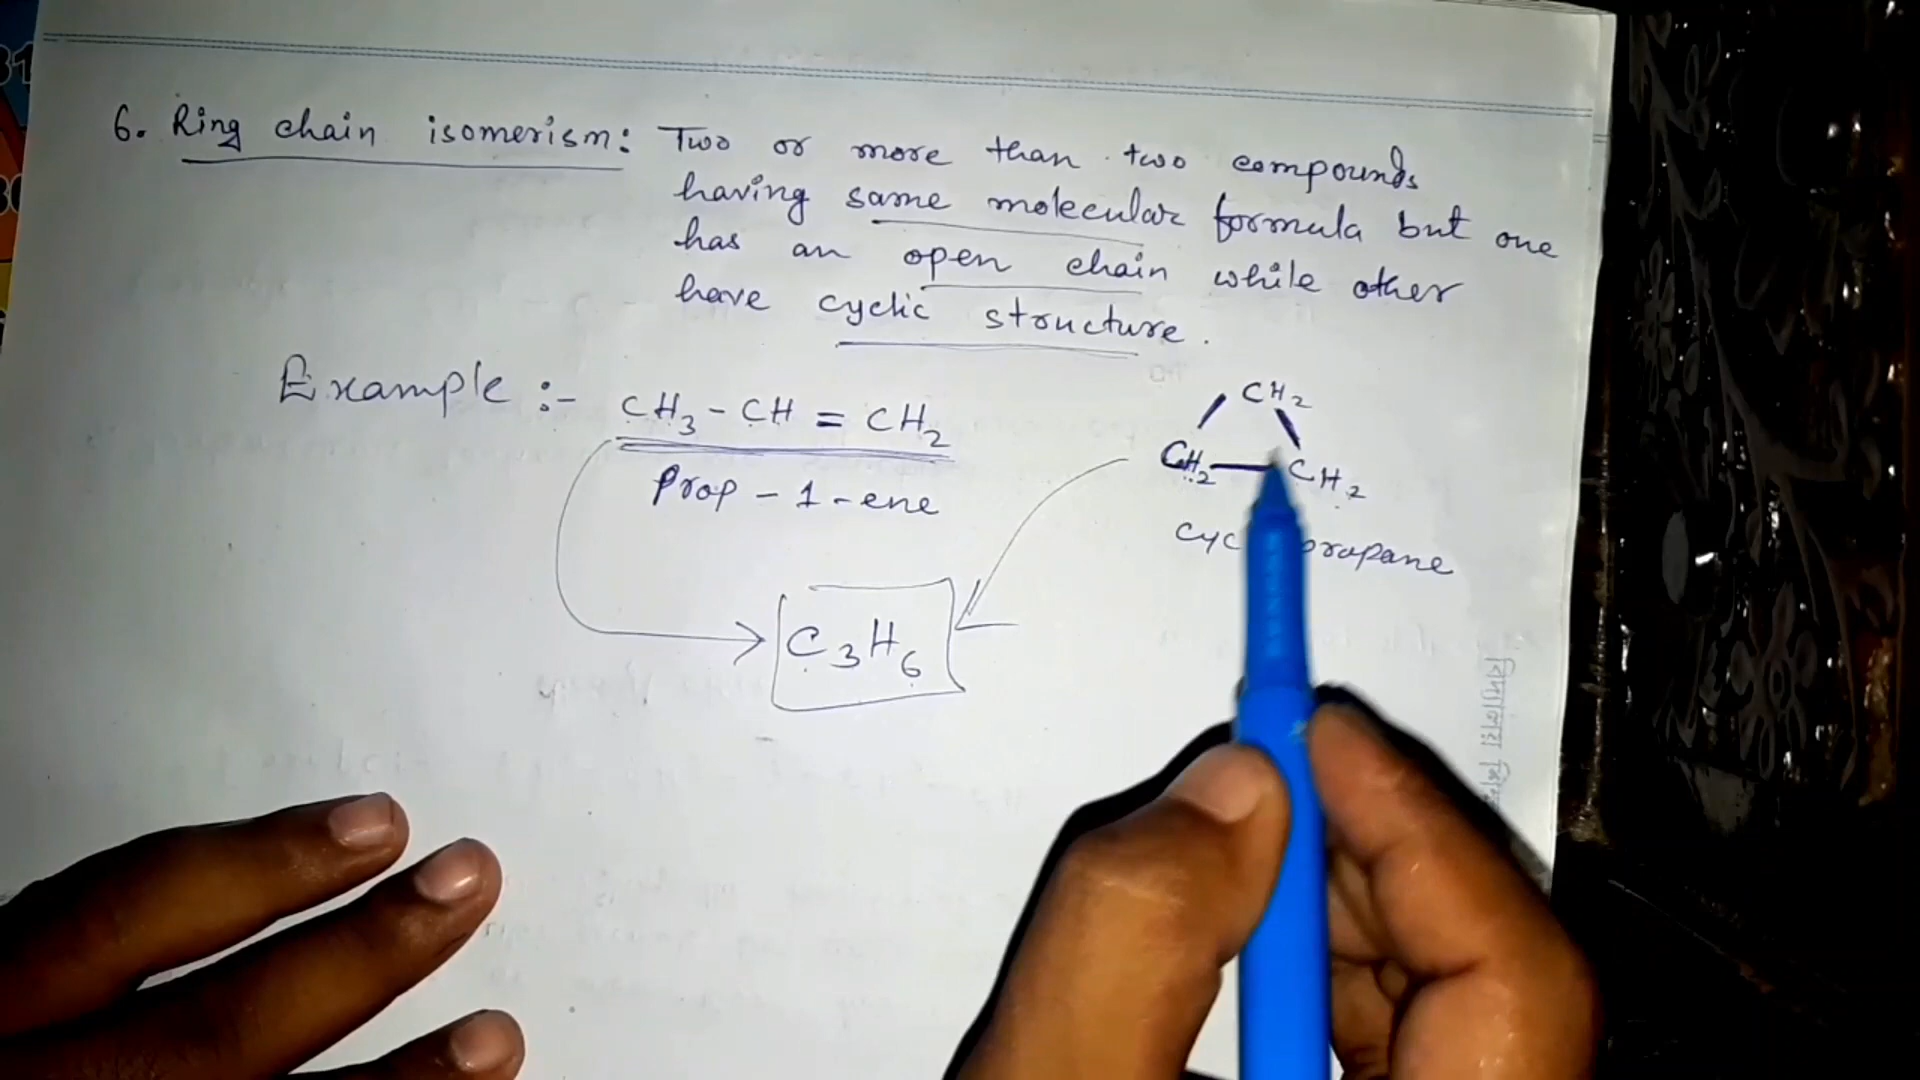 6. Ring chain isomerism: Two or more than two compounds
having same molecular formula but one
has an open chain while other
have cyclic structure.
Example :- CH3 - CH = CH2
Prop - 1 - ene
CH2
CH2 CH2
propane
C3H6